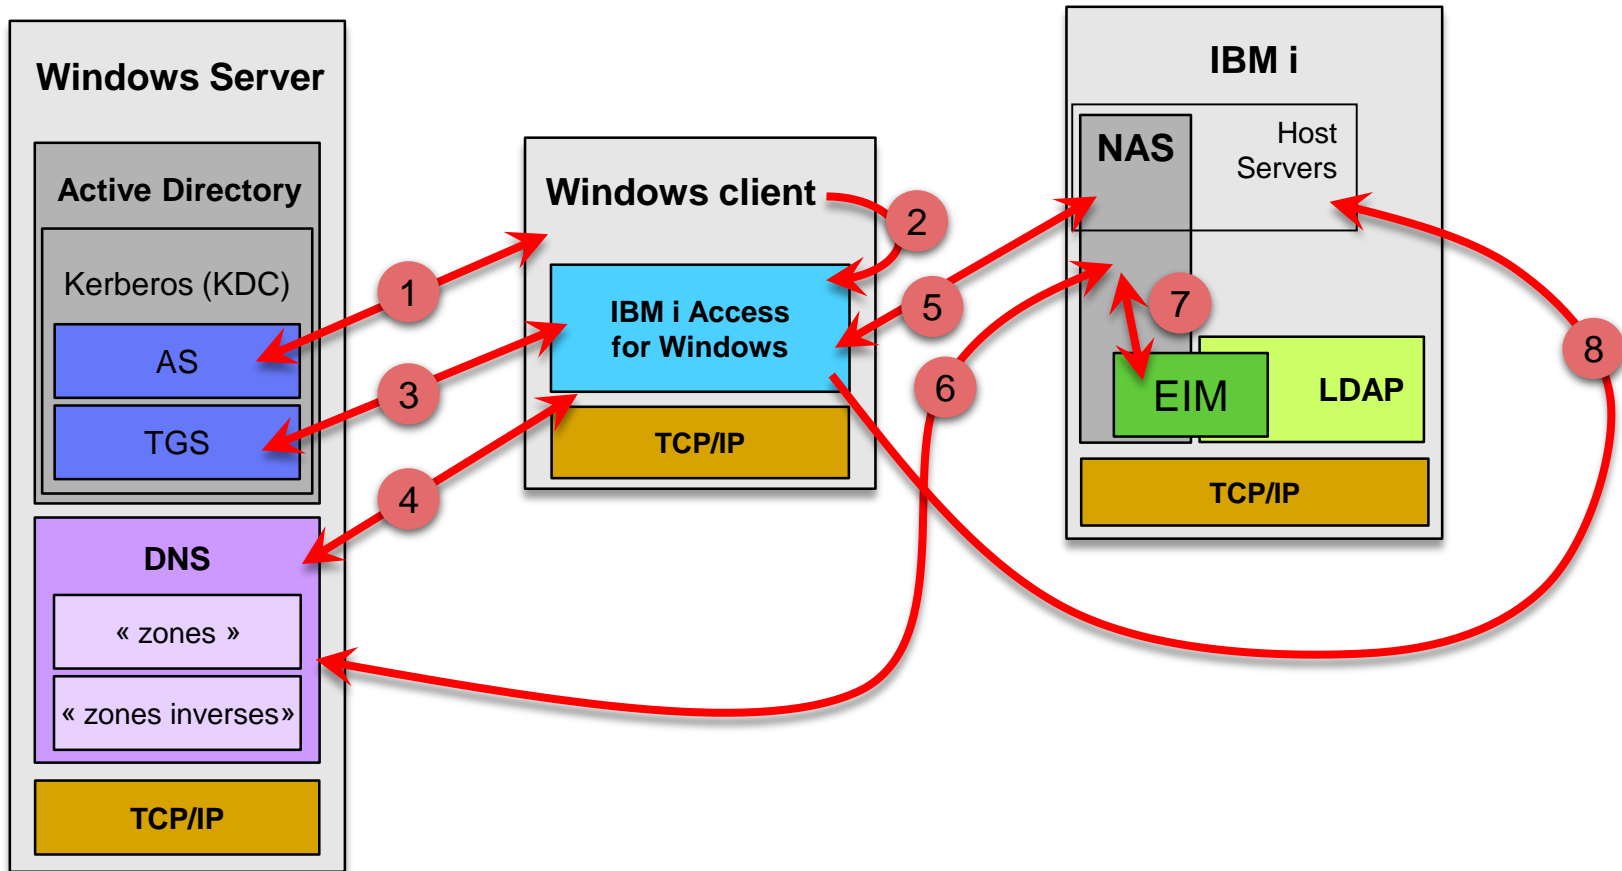 Windows Server
Active Directory
Kerberos (KDC)
AS
TGS
DNS
« zones »
« zones inverses»
TCP/IP
1
3
4
Windows client
2
IBM i Access
for Windows
TCP/IP
5
6
IBM i
NAS
Host
Servers
7
EIM
LDAP
TCP/IP
8